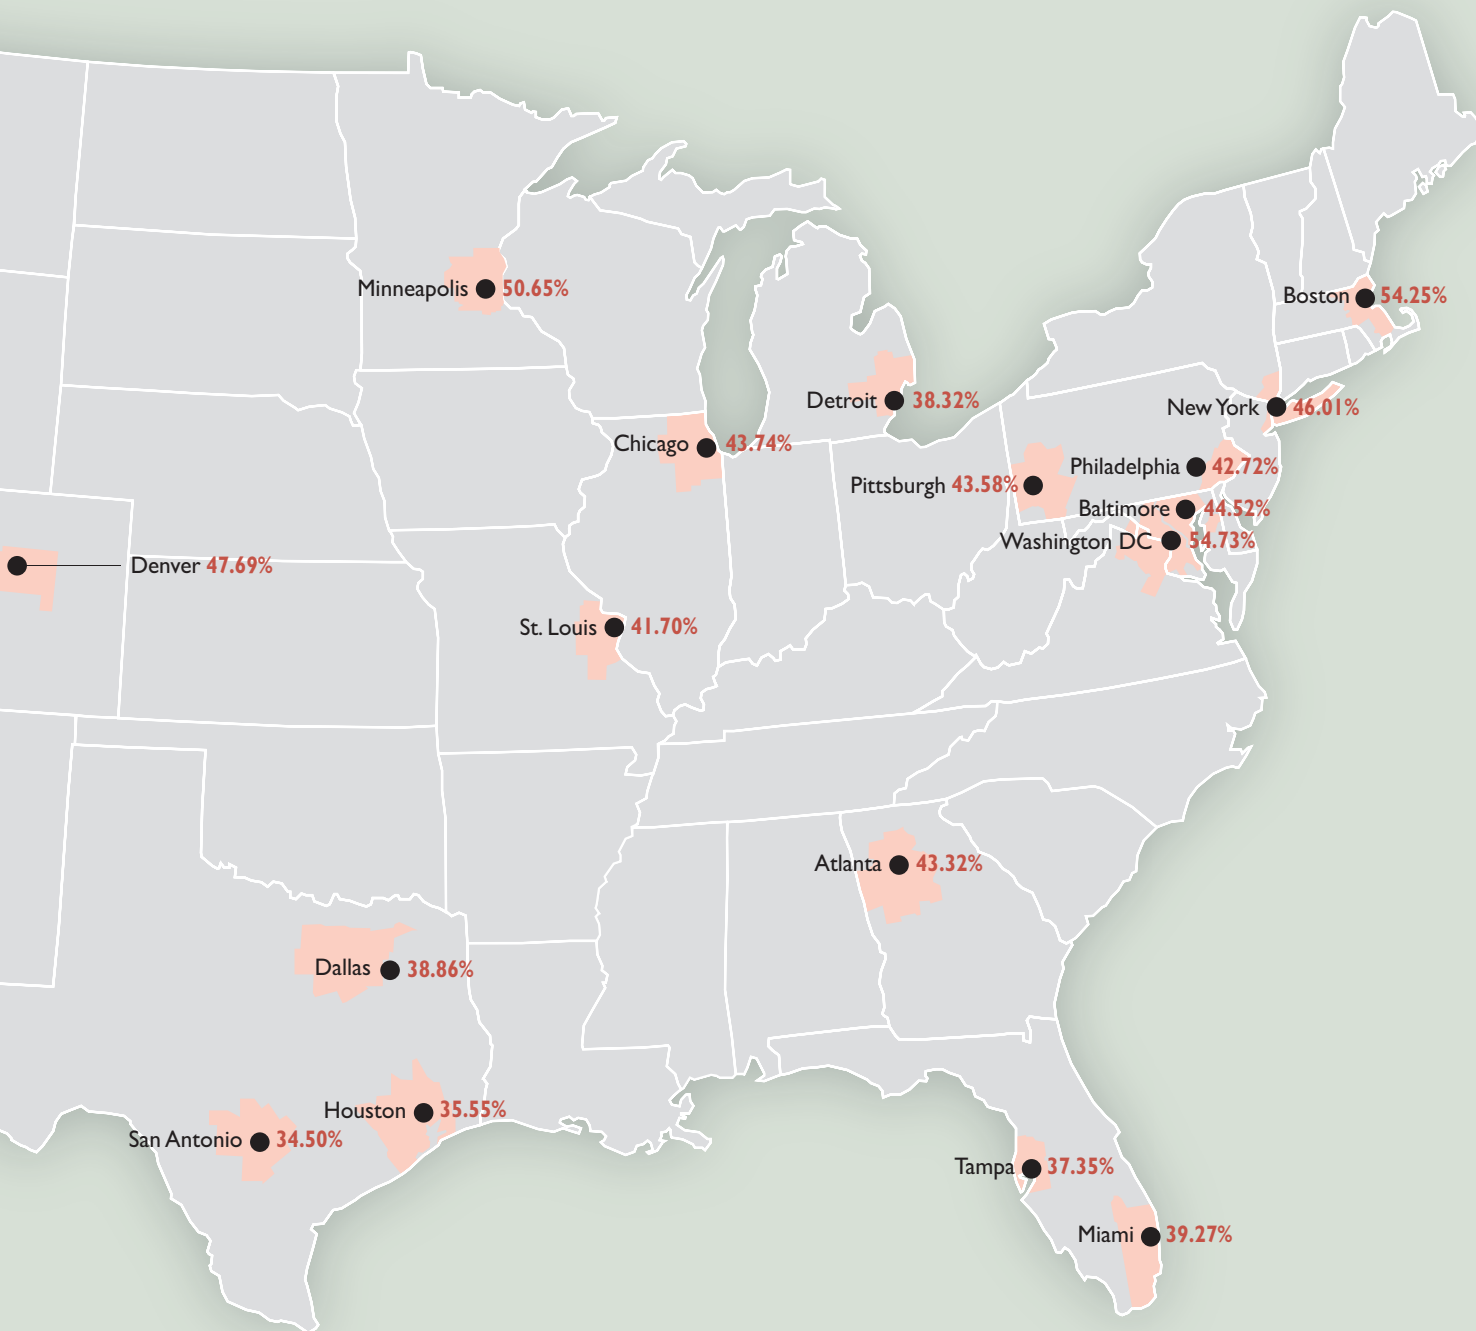 Minneapolis 50.65%
Boston 54.25%
Detroit 38.32%
New York 46.01%
Chicago 43.74%
Philadelphia 42.72%
Pittsburgh 43.58%
Baltimore 44.52%
Washington DC 54.73%
Denver 47.69%
St. Louis 41.70%
Atlanta 43.32%
Dallas 38.86%
Houston 35.55%
San Antonio 34.50%
Tampa 37.35%
Miami 39.27%